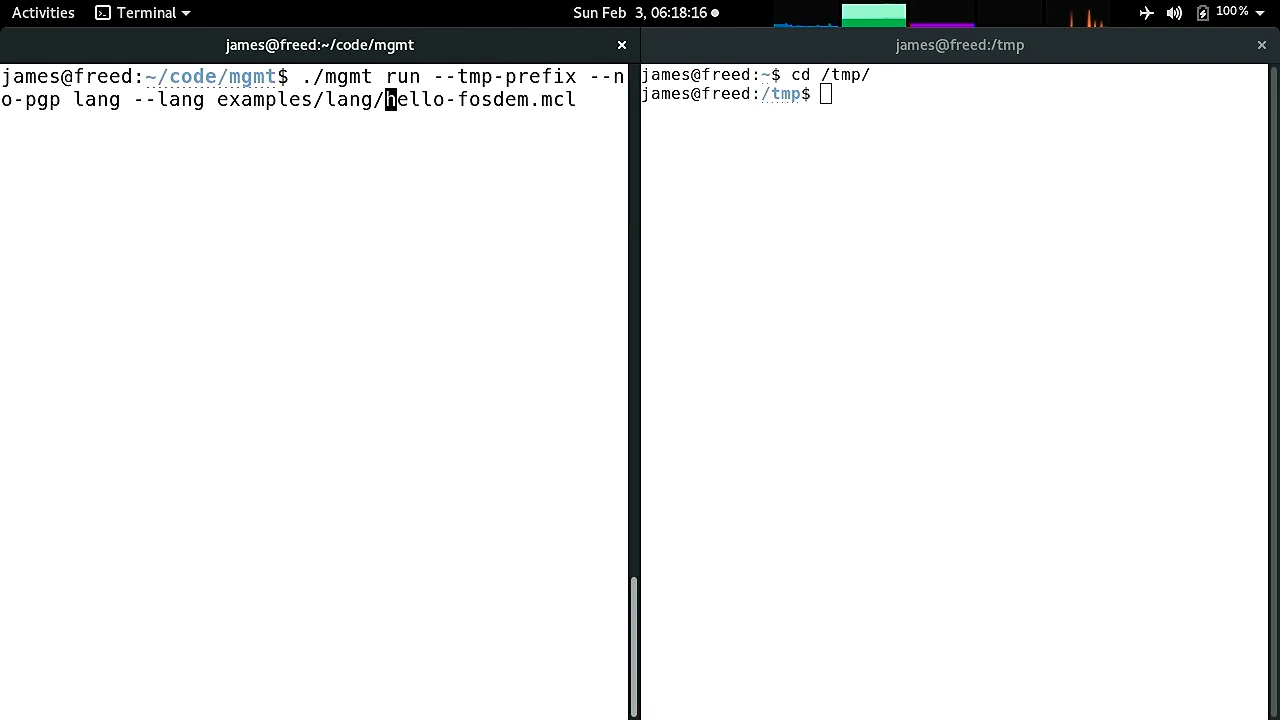 Activities Terminal Sun Feb 3, 06:18:16 100%
james@freed:~/code/mgmt
james@freed:~/code/mgmt$ ./mgmt run --tmp-prefix --n
o-pgp lang --lang examples/lang/hello-fosdem.mcl
james@freed:/tmp
james@freed:~$ cd /tmp/
james@freed:/tmp$